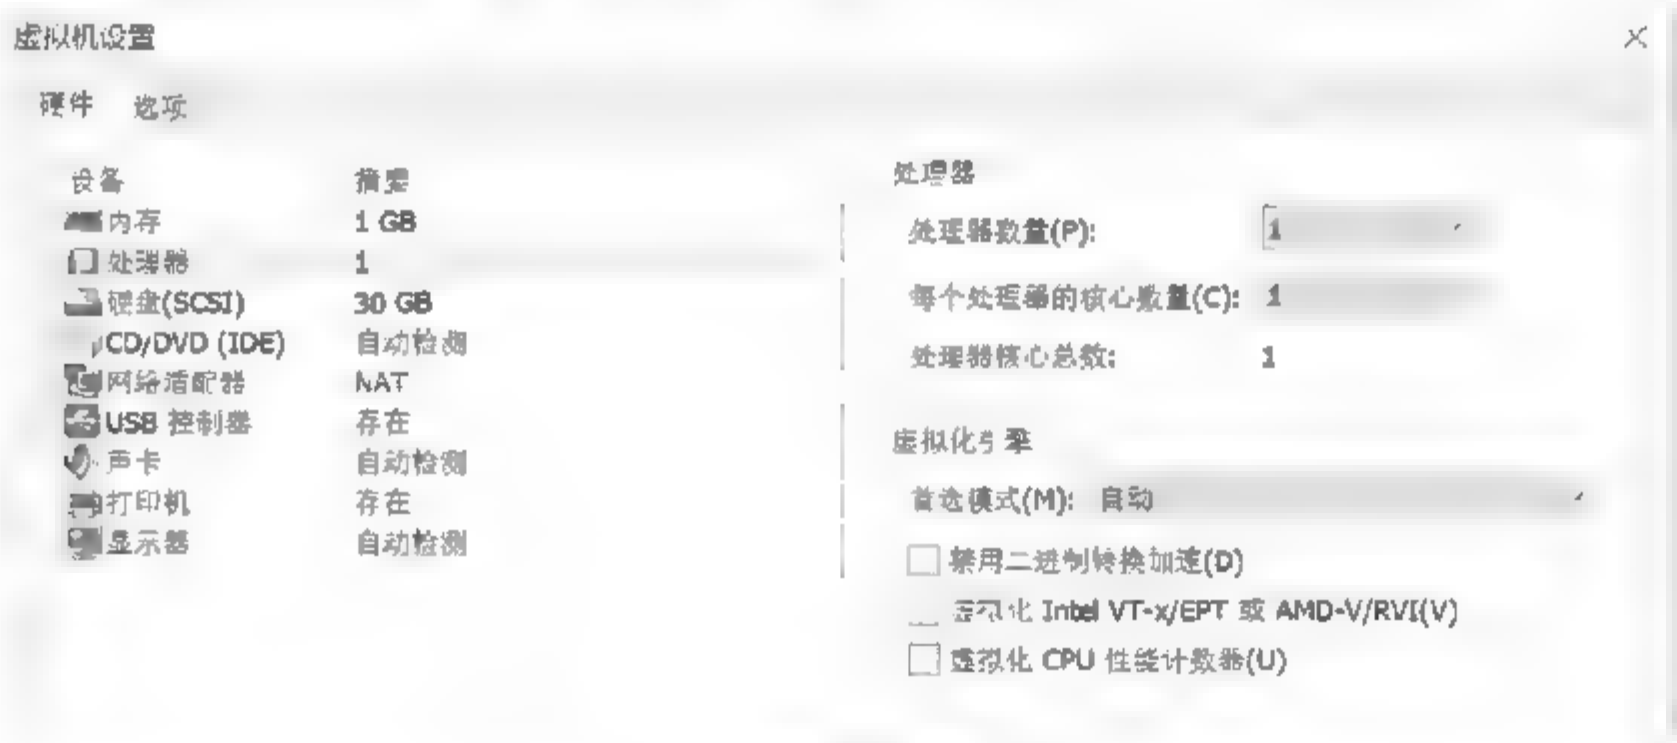 虚拟机设置
硬件 选项
设备 摘要
内存 1 GB
处理器 1
硬盘(SCSI) 30 GB
CD/DVD (IDE) 自动检测
网络适配器 NAT
USB 控制器 存在
声卡 自动检测
打印机 存在
显示器 自动检测
处理器
处理器数量(P): 1
每个处理器的核心数量(C): 1
处理器核心总数: 1
虚拟化引擎
首选模式(M): 自动
禁用二进制转换加速(D)
虚拟化 Intel VT-x/EPT 或 AMD-V/RVI(V)
虚拟化 CPU 性能计数器(U)